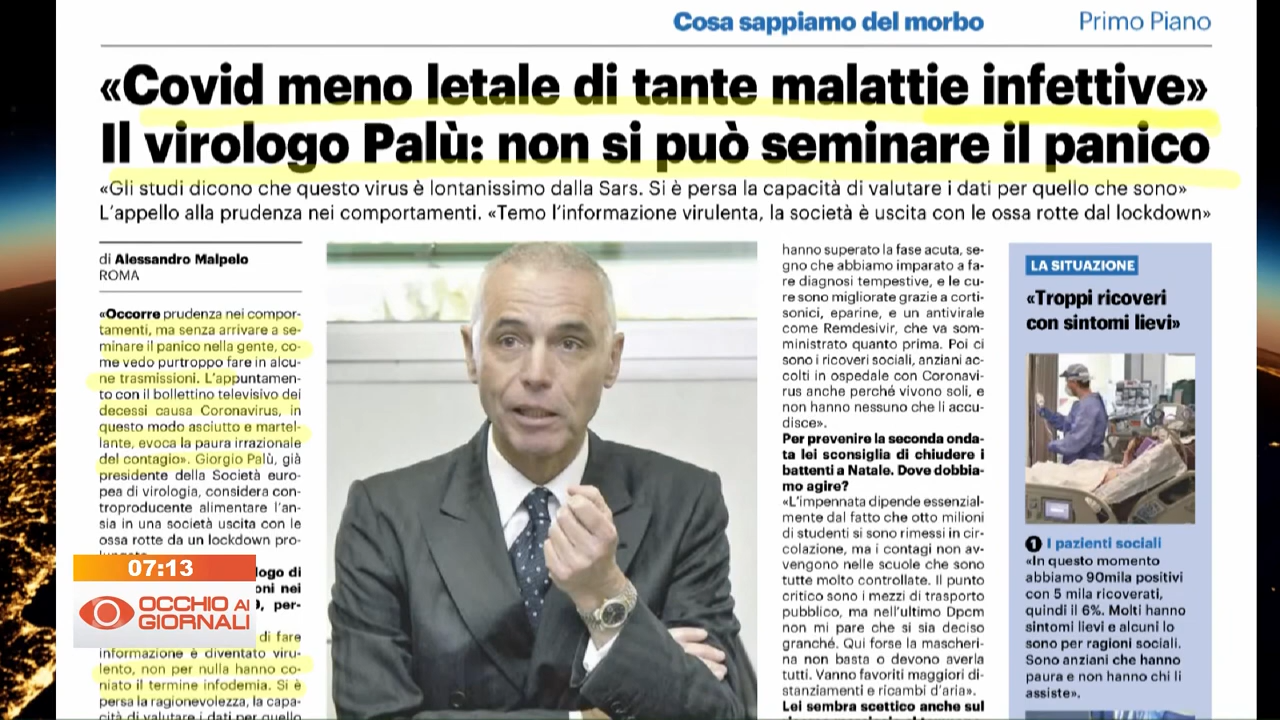 Cosa sappiamo del morbo
Primo Piano
«Covid meno letale di tante malattie infettive»
Il virologo Palù: non si può seminare il panico
«Gli studi dicono che questo virus è lontanissimo dalla Sars. Si è persa la capacità di valutare i dati per quello che sono»
L'appello alla prudenza nei comportamenti. «Temo l'informazione virulenta, la società è uscita con le ossa rotte dal lockdown»
di Alessandro Malpelo
ROMA
«Occorre prudenza nei compor-
tamenti, ma senza arrivare a se-
minare il panico nella gente, co-
me vedo purtroppo fare in alcu-
ne trasmissioni. L'appuntamen-
to con il bollettino televisivo dei
decessi causa Coronavirus, in
questo modo asciutto e martel-
lante, evoca la paura irrazionale
del contagio». Giorgio Palù, già
presidente della Società euro-
pea di virologia, considera con-
troproducente alimentare l'an-
sia in una società uscita con le
ossa rotte da un lockdown pro-
logo di
oni nei
per-
di fare
informazione è diventato viru-
lento, non per nulla hanno co-
niato il termine infodemia. Si è
persa la ragionevolezza, la capa-
cità di valutare i dati per quello
07:13
OCCHIO AI
GIORNALI
hanno superato la fase acuta, se-
gno che abbiamo imparato a fa-
re diagnosi tempestive, e le cu-
re sono migliorate grazie a corti-
sonici, eparine, e un antivirale
come Remdesivir, che va som-
ministrato quanto prima. Poi ci
sono i ricoveri sociali, anziani ac-
colti in ospedale con Coronavi-
rus anche perché vivono soli, e
non hanno nessuno che li accu-
disce».
Per prevenire la seconda onda-
ta lei sconsiglia di chiudere i
battenti a Natale. Dove dobbia-
mo agire?
«L'impennata dipende essenzial-
mente dal fatto che otto milioni
di studenti si sono rimessi in cir-
colazione, ma i contagi non av-
vengono nelle scuole che sono
tutte molto controllate. Il punto
critico sono i mezzi di trasporto
pubblico, ma nell'ultimo Dpcm
non mi pare che si sia deciso
granché. Qui forse la mascheri-
na non basta o devono averla
tutti. Vanno favoriti maggiori di-
stanziamenti e ricambi d'aria».
Lei sembra scettico anche sul
LA SITUAZIONE
«Troppi ricoveri
con sintomi lievi»
1 I pazienti sociali
«In questo momento
abbiamo 90mila positivi
con 5 mila ricoverati,
quindi il 6%. Molti hanno
sintomi lievi e alcuni lo
sono per ragioni sociali.
Sono anziani che hanno
paura e non hanno chi li
assiste».